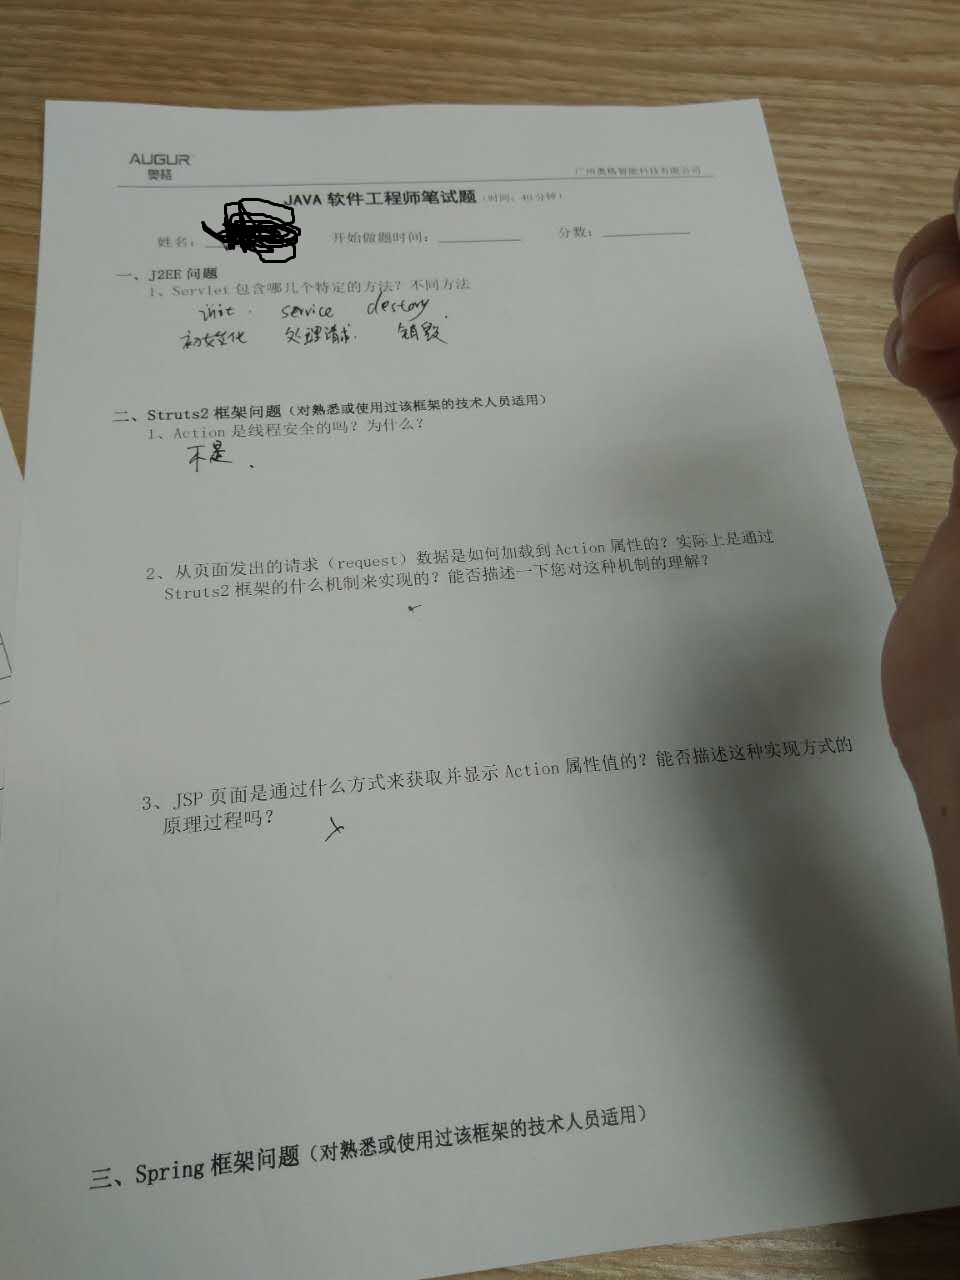 AUGUR
奥格
广州奥格智能科技有限公司
JAVA 软件工程师笔试题（时间：40分钟）
姓名： 开始做题时间： 分数：
一、J2EE 问题
1、Servlet 包含哪几个特定的方法？不同方法
init. service destory.
初始化 处理请求. 销毁
二、Struts2 框架问题（对熟悉或使用过该框架的技术人员适用）
1、Action 是线程安全的吗？为什么？
不是.
2、从页面发出的请求（request）数据是如何加载到 Action 属性的？实际上是通过
Struts2 框架的什么机制来实现的？能否描述一下您对这种机制的理解？
3、JSP 页面是通过什么方式来获取并显示 Action 属性值的？能否描述这种实现方式的
原理过程吗？
三、Spring 框架问题（对熟悉或使用过该框架的技术人员适用）